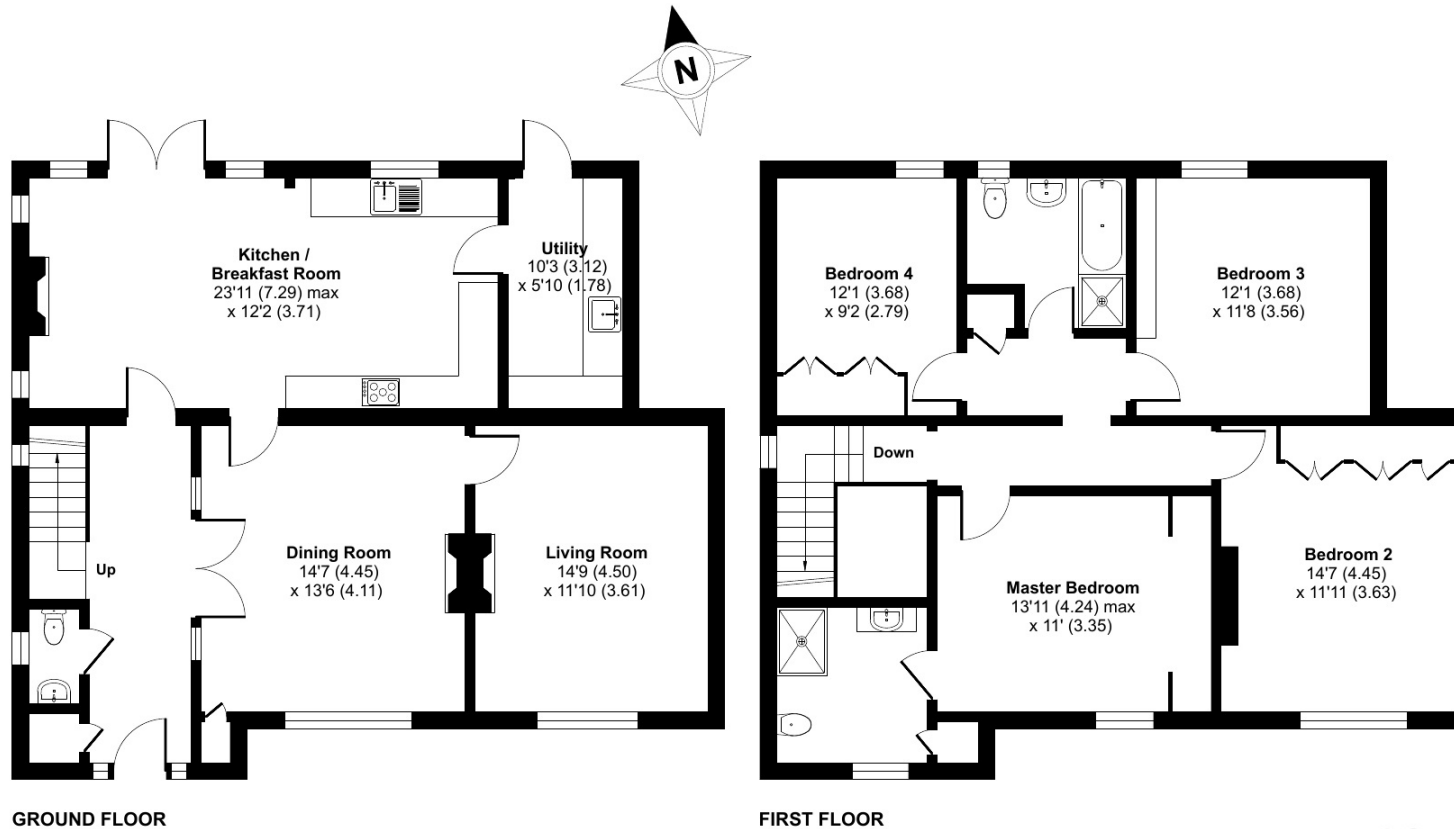 N
Kitchen /
Breakfast Room
23'11 (7.29) max
x 12'2 (3.71)
Utility
10'3 (3.12)
x 5'10 (1.78)
Up
Dining Room
14'7 (4.45)
x 13'6 (4.11)
Living Room
14'9 (4.50)
x 11'10 (3.61)
GROUND FLOOR
Bedroom 4
12'1 (3.68)
x 9'2 (2.79)
Bedroom 3
12'1 (3.68)
x 11'8 (3.56)
Down
Master Bedroom
13'11 (4.24) max
x 11' (3.35)
Bedroom 2
14'7 (4.45)
x 11'11 (3.63)
FIRST FLOOR